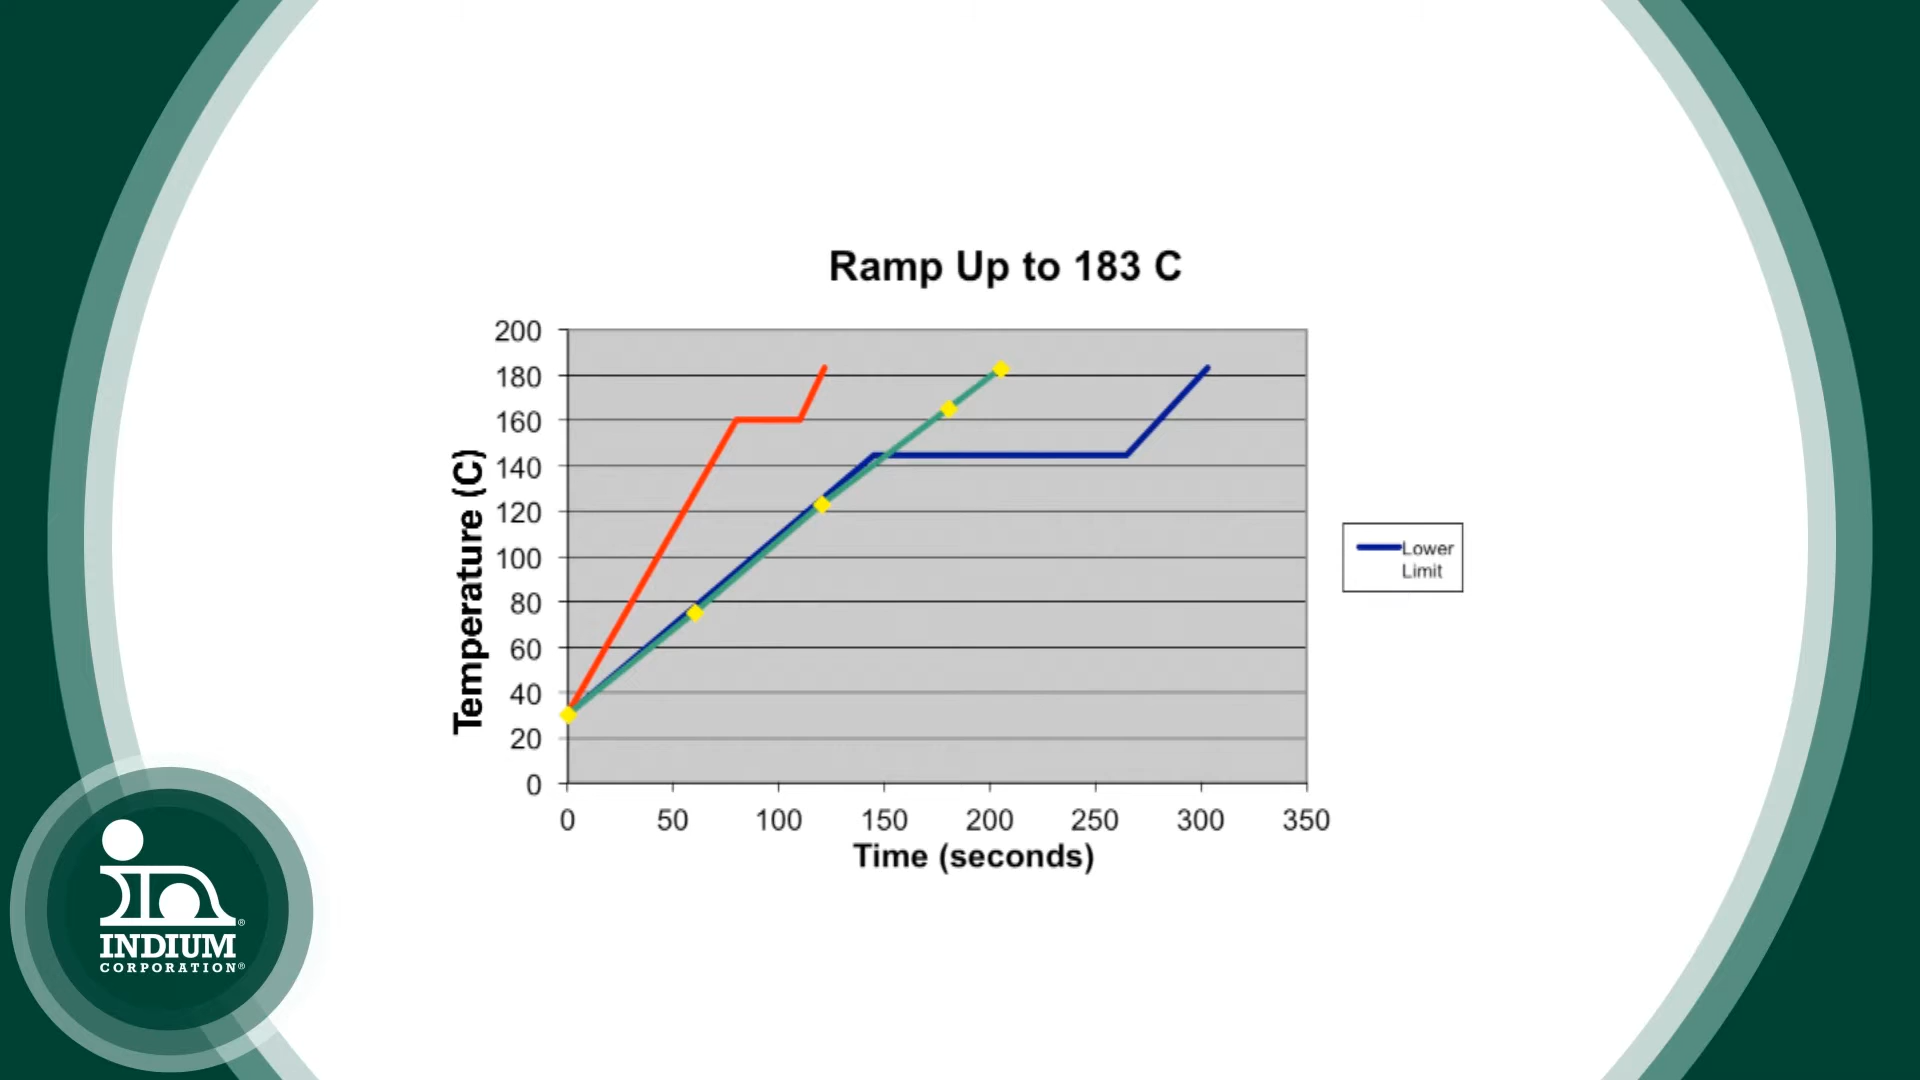 Ramp Up to 183 C
200
180
160
140
120
100
80
60
40
20
0
Temperature (C)
0 50 100 150 200 250 300 350
Time (seconds)
Lower
Limit
in
INDIUM
CORPORATION®